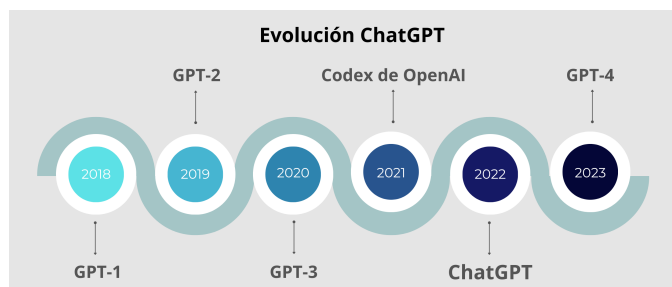 Evolución ChatGPT
GPT-2
Codex de OpenAI
GPT-4
2018
2019
2020
2021
2022
2023
GPT-1
GPT-3
ChatGPT